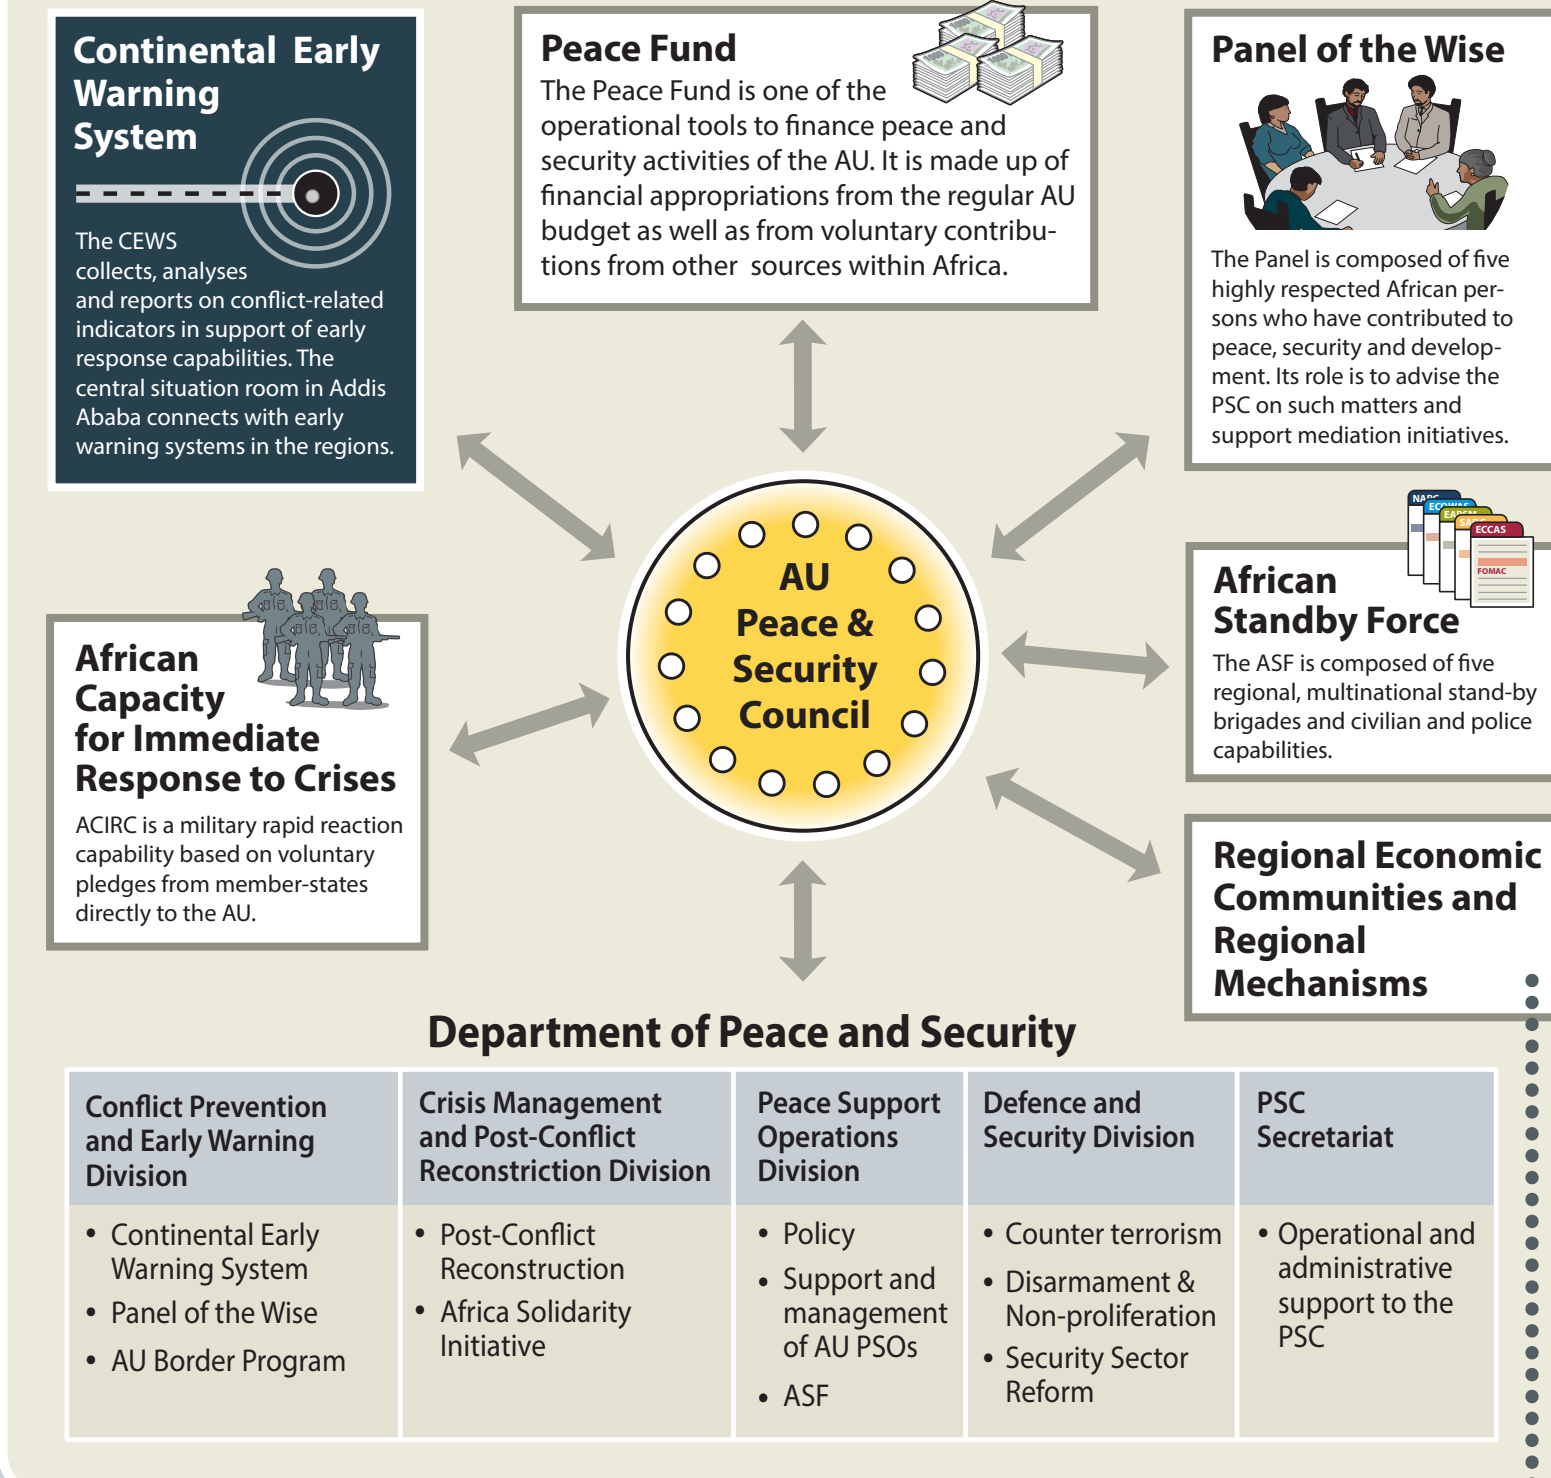 Continental Early
Warning
System
The CEWS
collects, analyses
and reports on conflict-related
indicators in support of early
response capabilities. The
central situation room in Addis
Ababa connects with early
warning systems in the regions.
Peace Fund
The Peace Fund is one of the
operational tools to finance peace and
security activities of the AU. It is made up of
financial appropriations from the regular AU
budget as well as from voluntary contribu-
tions from other sources within Africa.
Panel of the Wise
The Panel is composed of five
highly respected African per-
sons who have contributed to
peace, security and develop-
ment. Its role is to advise the
PSC on such matters and
support mediation initiatives.
AU
Peace &
Security
Council
ECOWAS
ECCAS
FOMAC
African
Standby Force
The ASF is composed of five
regional, multinational stand-by
brigades and civilian and police
capabilities.
African
Capacity
for Immediate
Response to Crises
ACIRC is a military rapid reaction
capability based on voluntary
pledges from member-states
directly to the AU.
Regional Economic
Communities and
Regional
Mechanisms
Department of Peace and Security
Conflict Prevention
and Early Warning
Division
• Continental Early
Warning System
• Panel of the Wise
• AU Border Program
Crisis Management
and Post-Conflict
Reconstriction Division
• Post-Conflict
Reconstruction
• Africa Solidarity
Initiative
Peace Support
Operations
Division
• Policy
• Support and
management
of AU PSOs
• ASF
Defence and
Security Division
• Counter terrorism
• Disarmament &
Non-proliferation
• Security Sector
Reform
PSC
Secretariat
• Operational and
administrative
support to the
PSC